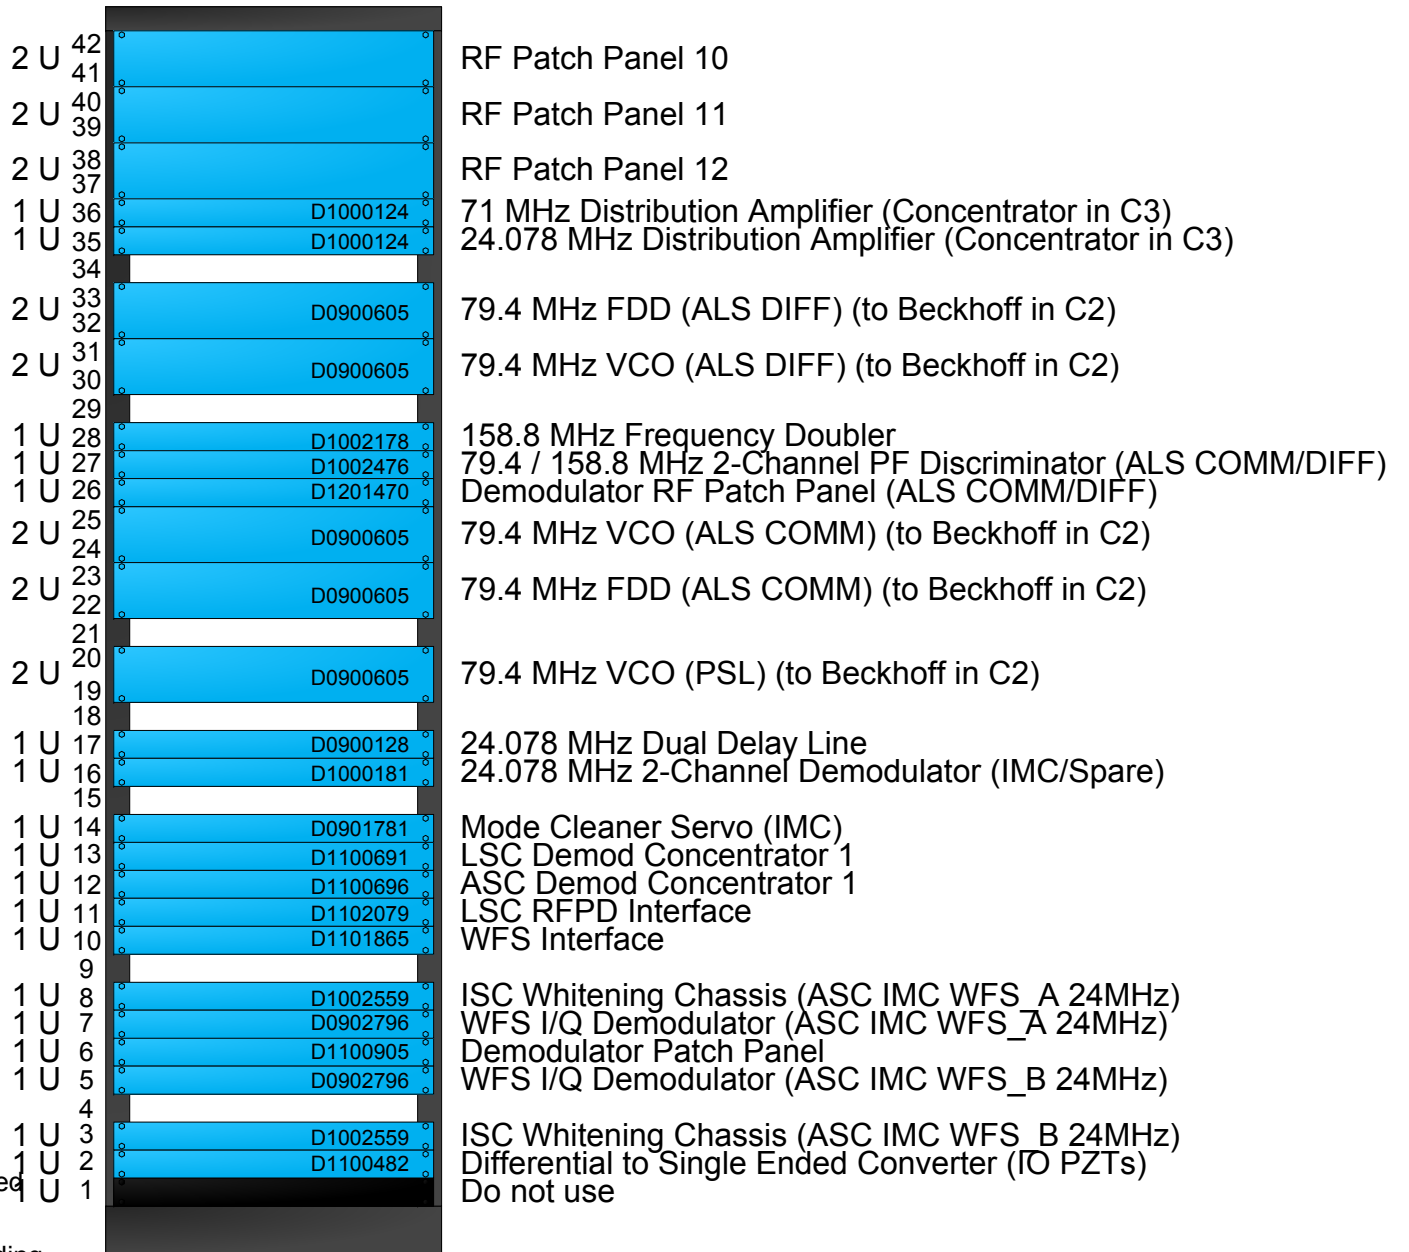 42
2 U
RF Patch Panel 10
41
40
2 U
RF Patch Panel 11
39
38
2 U
RF Patch Panel 12
37
1 U 36 D1000124 71 MHz Distribution Amplifier (Concentrator in C3)
1 U 35 D1000124 24.078 MHz Distribution Amplifier (Concentrator in C3)
34
33
2 U D0900605 79.4 MHz FDD (ALS DIFF) (to Beckhoff in C2)
32
31
2 U D0900605 79.4 MHz VCO (ALS DIFF) (to Beckhoff in C2)
30
29
1 U 28 D1002178 158.8 MHz Frequency Doubler
1 U 27 D1002476 79.4 / 158.8 MHz 2-Channel PF Discriminator (ALS COMM/DIFF)
1 U 26 D1201470 Demodulator RF Patch Panel (ALS COMM/DIFF)
25
2 U D0900605 79.4 MHz VCO (ALS COMM) (to Beckhoff in C2)
24
23
2 U D0900605 79.4 MHz FDD (ALS COMM) (to Beckhoff in C2)
22
21
20
2 U D0900605 79.4 MHz VCO (PSL) (to Beckhoff in C2)
19
18
1 U 17 D0900128 24.078 MHz Dual Delay Line
1 U 16 D1000181 24.078 MHz 2-Channel Demodulator (IMC/Spare)
15
1 U 14 D0901781 Mode Cleaner Servo (IMC)
1 U 13 D1100691 LSC Demod Concentrator 1
1 U 12 D1100696 ASC Demod Concentrator 1
1 U 11 D1102079 LSC RFPD Interface
1 U 10 D1101865 WFS Interface
9
1 U 8 D1002559 ISC Whitening Chassis (ASC IMC WFS_A 24MHz)
1 U 7 D0902796 WFS I/Q Demodulator (ASC IMC WFS_A 24MHz)
1 U 6 D1100905 Demodulator Patch Panel
1 U 5 D0902796 WFS I/Q Demodulator (ASC IMC WFS_B 24MHz)
4
1 U 3 D1002559 ISC Whitening Chassis (ASC IMC WFS_B 24MHz)
1 U 2 D1100482 Differential to Single Ended Converter (IO PZTs)
1 U 1 Do not use